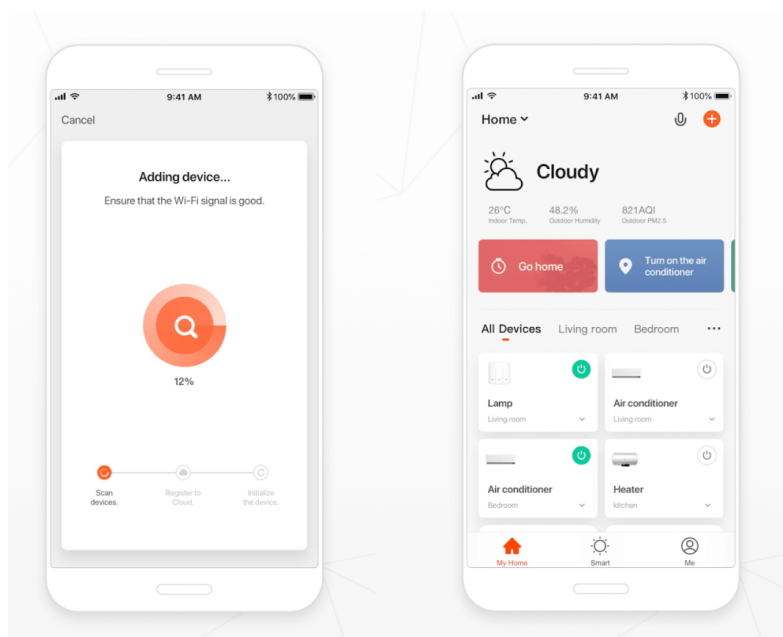 9:41 AM
100%
Cancel
Adding device...
Ensure that the Wi-Fi signal is good.
12%
Scan
devices.
Register to
Cloud.
Initialize
the device.
9:41 AM
100%
Home
Cloudy
26°C
48.2%
821AQI
Indoor Temp.
Outdoor Humidity
Outdoor PM2.5
Go home
Turn on the air
conditioner
All Devices
Living room
Bedroom
Lamp
Living room
Air conditioner
Living room
Air conditioner
Bedroom
Heater
kitchen
My Home
Smart
Me